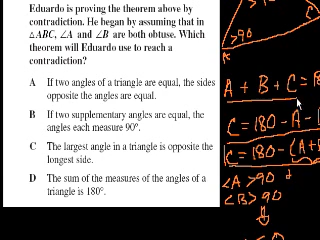 Eduardo is proving the theorem above by
contradiction. He began by assuming that in
△ABC, ∠A and ∠B are both obtuse. Which
theorem will Eduardo use to reach a
contradiction?
A If two angles of a triangle are equal, the sides
opposite the angles are equal.
B If two supplementary angles are equal, the
angles each measure 90°.
C The largest angle in a triangle is opposite the
longest side.
D The sum of the measures of the angles of a
triangle is 180°.
>90
A + B + C = 18
C = 180 - A -
C = 180 - (A+
∠A > 90
∠B > 90